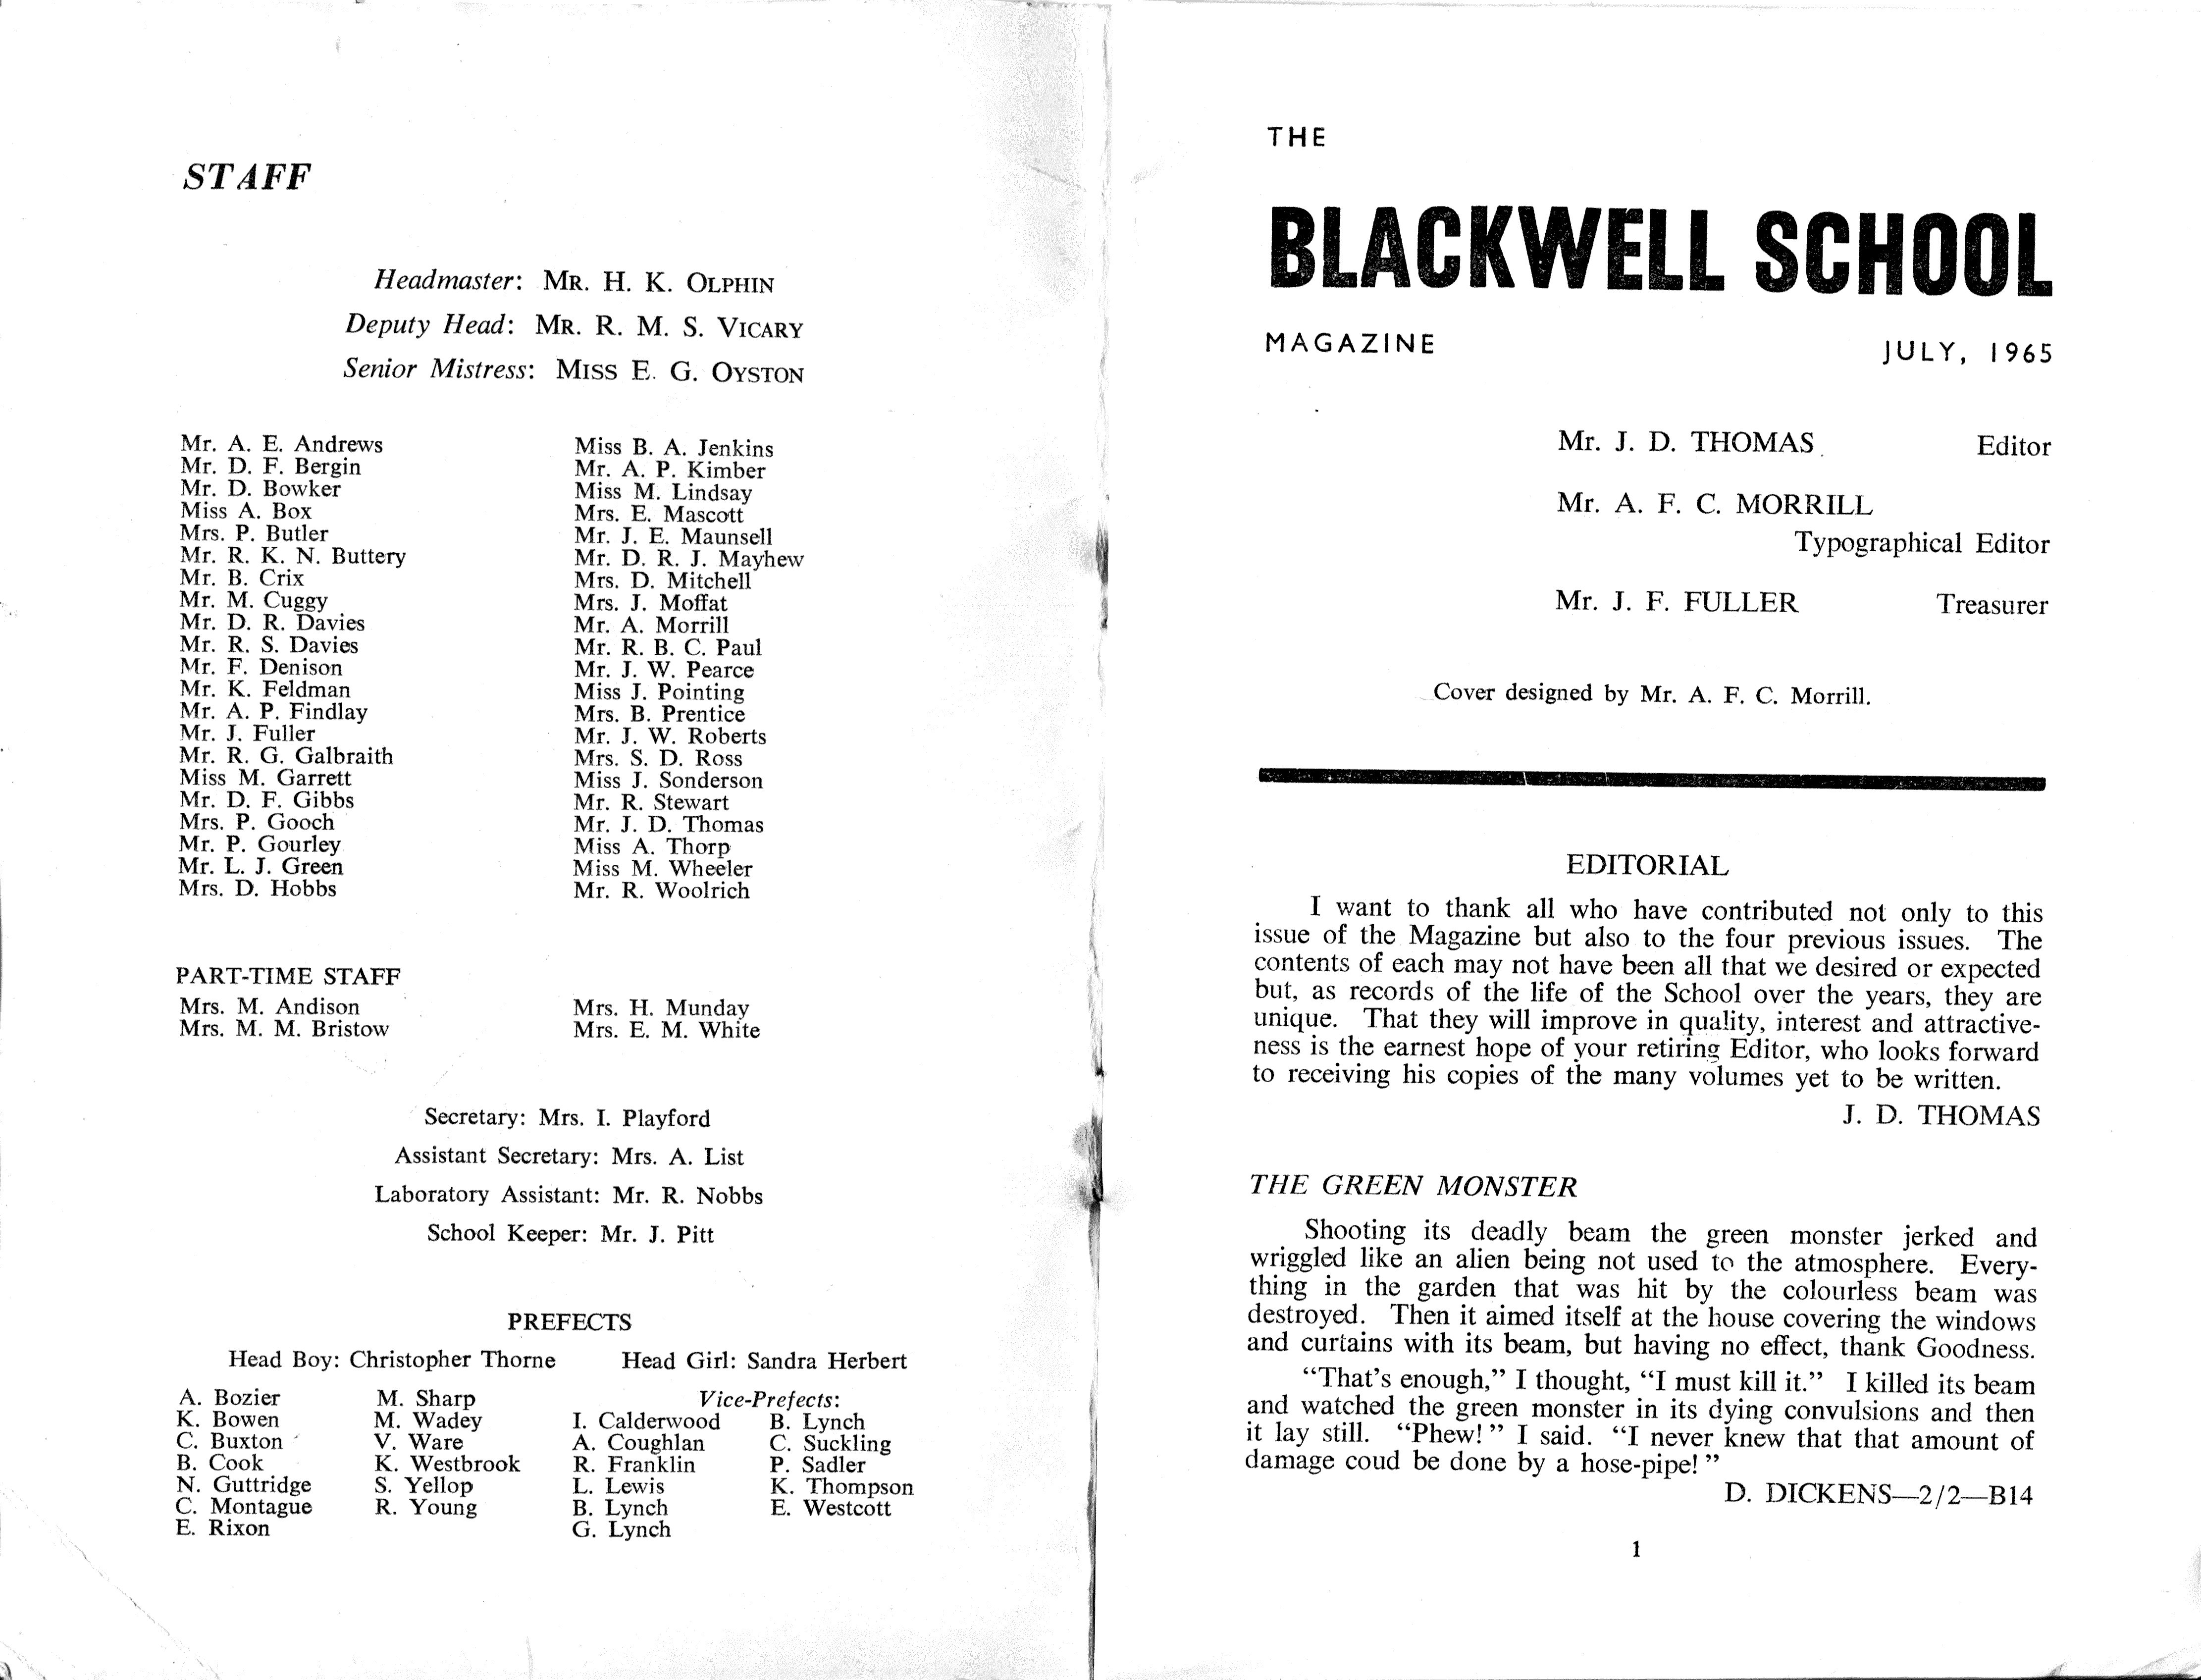 STAFF
Headmaster: MR. H. K. OLPHIN
Deputy Head: MR. R. M. S. VICARY
Senior Mistress: MISS E. G. OYSTON
Mr. A. E. Andrews
Mr. D. F. Bergin
Mr. D. Bowker
Miss A. Box
Mrs. P. Butler
Mr. R. K. N. Buttery
Mr. B. Crix
Mr. M. Cuggy
Mr. D. R. Davies
Mr. R. S. Davies
Mr. F. Denison
Mr. K. Feldman
Mr. A. P. Findlay
Mr. J. Fuller
Mr. R. G. Galbraith
Miss M. Garrett
Mr. D. F. Gibbs
Mrs. P. Gooch
Mr. P. Gourley
Mr. L. J. Green
Mrs. D. Hobbs
Miss B. A. Jenkins
Mr. A. P. Kimber
Miss M. Lindsay
Mrs. E. Mascott
Mr. J. E. Maunsell
Mr. D. R. J. Mayhew
Mrs. D. Mitchell
Mrs. J. Moffat
Mr. A. Morrill
Mr. R. B. C. Paul
Mr. J. W. Pearce
Miss J. Pointing
Mrs. B. Prentice
Mr. J. W. Roberts
Mrs. S. D. Ross
Miss J. Sonderson
Mr. R. Stewart
Mr. J. D. Thomas
Miss A. Thorp
Miss M. Wheeler
Mr. R. Woolrich
PART-TIME STAFF
Mrs. M. Andison
Mrs. M. M. Bristow
Mrs. H. Munday
Mrs. E. M. White
Secretary: Mrs. I. Playford
Assistant Secretary: Mrs. A. List
Laboratory Assistant: Mr. R. Nobbs
School Keeper: Mr. J. Pitt
PREFECTS
Head Boy: Christopher Thorne Head Girl: Sandra Herbert
A. Bozier
K. Bowen
C. Buxton
B. Cook
N. Guttridge
C. Montague
E. Rixon
M. Sharp
M. Wadey
V. Ware
K. Westbrook
S. Yellop
R. Young
Vice-Prefects:
I. Calderwood
A. Coughlan
R. Franklin
L. Lewis
B. Lynch
G. Lynch
B. Lynch
C. Suckling
P. Sadler
K. Thompson
E. Westcott
THE
BLACKWELL SCHOOL
MAGAZINE JULY, 1965
Mr. J. D. THOMAS Editor
Mr. A. F. C. MORRILL
Typographical Editor
Mr. J. F. FULLER Treasurer
Cover designed by Mr. A. F. C. Morrill.
EDITORIAL
I want to thank all who have contributed not only to this
issue of the Magazine but also to the four previous issues. The
contents of each may not have been all that we desired or expected
but, as records of the life of the School over the years, they are
unique. That they will improve in quality, interest and attractive-
ness is the earnest hope of your retiring Editor, who looks forward
to receiving his copies of the many volumes yet to be written.
J. D. THOMAS
THE GREEN MONSTER
Shooting its deadly beam the green monster jerked and
wriggled like an alien being not used to the atmosphere. Every-
thing in the garden that was hit by the colourless beam was
destroyed. Then it aimed itself at the house covering the windows
and curtains with its beam, but having no effect, thank Goodness.
“That’s enough,” I thought, “I must kill it.” I killed its beam
and watched the green monster in its dying convulsions and then
it lay still. “Phew!” I said. “I never knew that that amount of
damage coud be done by a hose-pipe!”
D. DICKENS—2/2—B14
1